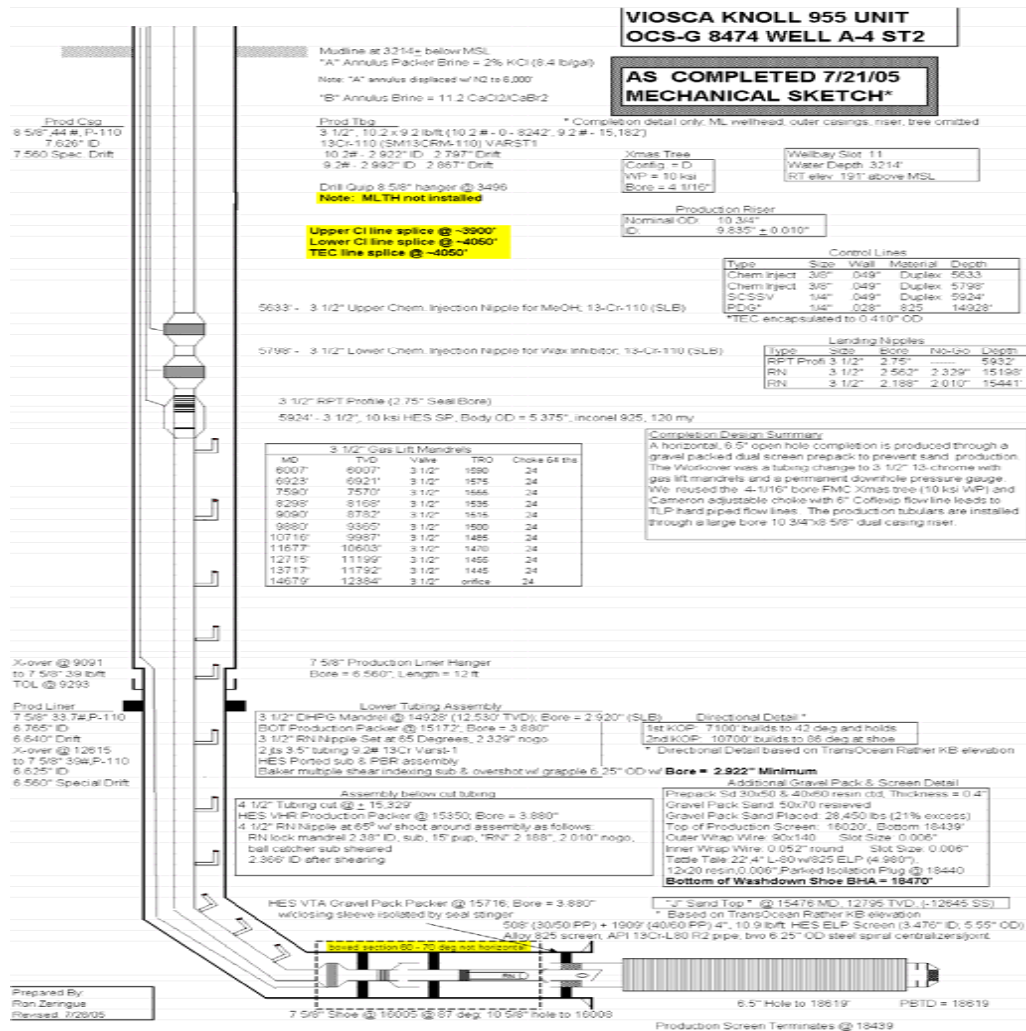 VIOSCA KNOLL 955 UNIT
OCS-G 8474 WELL A-4 ST2
AS COMPLETED 7/21/05
MECHANICAL SKETCH*
* Completion detail only, ML wellhead, outer casings, riser, tree omitted
Mudline at 3214± below MSL
"A" Annulus Packer Brine = 2% KCl (8.4 lb/gal)
Note: "A" annulus displaced w/ N2 to 6,000'
"B" Annulus Brine = 11.2 CaCl2/CaBr2
Prod Csg
8 5/8",44 #, P-110
7.626" ID
7.560 Spec. Drift
Prod Tbg
3 1/2", 10.2 x 9.2 lb/ft (10.2 # - 0 - 8242', 9.2 # - 15,182')
13Cr-110 (SM13CRM-110) VARST1
10.2# - 2.922" ID 2.797" Drift
9.2# - 2.992" ID 2.867" Drift
Drill Quip 8 5/8" hanger @ 3496
Note: MLTH not installed
Xmas Tree
Config. = D
WP = 10 ksi
Bore = 4 1/16"
Wellbay Slot 11
Water Depth 3214'
RT elev 191' above MSL
Production Riser
Nominal OD: 10 3/4"
ID: 9.835" ± 0.010"
Upper CI line splice @ ~3900'
Lower CI line splice @ ~4050'
TEC line splice @ ~4050'
Control Lines
Type Size Wall Material Depth
Chem Inject 3/8" .049" Duplex 5633
Chem Inject 3/8" .049" Duplex 5798'
SCSSV 1/4" .049" Duplex 5924'
PDG* 1/4" .028" 825 14928'
*TEC encapsulated to 0.410" OD
5633' - 3 1/2" Upper Chem. Injection Nipple for MeOH; 13-Cr-110 (SLB)
5798' - 3 1/2" Lower Chem. Injection Nipple for Wax Inhibitor; 13-Cr-110 (SLB)
Landing Nipples
Type Size Bore No-Go Depth
RPT Profi 3 1/2" 2.75" ------ 5932'
RN 3 1/2" 2.562" 2.329" 15198'
RN 3 1/2" 2.188" 2.010" 15441'
3 1/2" RPT Profile (2.75" Seal Bore)
5924' - 3 1/2", 10 ksi HES SP, Body OD = 5.375", inconel 925, 120 my
3 1/2" Gas Lift Mandrels
MD TVD Valve TRO Choke 64 ths
6007' 6007' 3 1/2" 1590 24
6923' 6921' 3 1/2" 1575 24
7590' 7570' 3 1/2" 24
8298' 8168' 3 1/2" 1535 24
9090' 8782' 3 1/2" 1515 24
9880' 9365' 3 1/2" 1500 24
10716' 9987' 3 1/2" 1485 24
11677' 10603' 3 1/2" 1470 24
12715' 11199' 3 1/2" 1455 24
13717' 11792' 3 1/2" 1445 24
14679' 12384' 3 1/2" orifice 24
Completion Design Summary
A horizontal, 6.5" open hole completion is produced through a
gravel packed dual screen prepack to prevent sand production.
The Workover was a tubing change to 3 1/2" 13-chrome with
gas lift mandrels and a permanent downhole pressure gauge.
We reused the 4-1/16" bore FMC Xmas tree (10 ksi WP) and
Cameron adjustable choke with 6" Coflexip flow line leads to
TLP hard piped flow lines. The production tubulars are installed
through a large bore 10 3/4"x8 5/8" dual casing riser.
X-over @ 9091
to 7 5/8" 39 lb/ft
TOL @ 9293
7 5/8" Production Liner Hanger
Bore = 6.560", Length = 12 ft
Prod Liner
7 5/8" 33.7#,P-110
6.765" ID
6.640" Drift
X-over @ 12615
to 7 5/8" 39#,P-110
6.625" ID
6.560" Special Drift
Lower Tubing Assembly
3 1/2" DHPG Mandrel @ 14928' (12,530' TVD); Bore = 2.920" (SLB)
BOT Production Packer @ 15172', Bore = 3.880"
3 1/2" RN Nipple Set at 65 Degrees, 2.329" nogo
2 jts 3.5" tubing 9.2# 13Cr Varst-1
HES Ported sub & PBR assembly
Baker multiple shear indexing sub & overshot w/ grapple 6.25" OD w/ Bore = 2.922" Minimum
Directional Detail *
1st KOP: 7100' builds to 42 deg and holds
2nd KOP: 10700' builds to 86 deg at shoe
* Directional Detail based on TransOcean Rather KB elevation
Assembly below cut tubing
4 1/2" Tubing cut @ ± 15,329'
HES VHR Production Packer @ 15350; Bore = 3.880"
4 1/2" RN Nipple at 65º w/ shoot around assembly as follows:
RN lock mandrel 2.38" ID, sub, 15' pup, "RN" 2.188", 2.010" nogo,
ball catcher sub sheared
2.366' ID after shearing
Additional Gravel Pack & Screen Detail
Prepack Sd 30x50 & 40x60 resin ctd, Thickness = 0.4"
Gravel Pack Sand: 50x70 resieved
Gravel Pack Sand Placed: 28,450 lbs (21% excess)
Top of Production Screen: 16020', Bottom 18439'
Outer Wrap Wire: 90x140 Slot Size: 0.006"
Inner Wrap Wire: 0.052" round Slot Size: 0.006"
Tattle Tale 22',4" L-80 w/825 ELP (4.980"),
12x20 resin,0.006",Parked Isolation Plug @ 18440
Bottom of Washdown Shoe BHA = 18470'
HES VTA Gravel Pack Packer @ 15716; Bore = 3.880"
w/closing sleeve isolated by seal stinger
"J" Sand Top * @ 15476 MD, 12795 TVD, (-12645 SS)
* Based on TransOcean Rather KB elevation
508' (30/50 PP) + 1909' (40/60 PP) 4", 10.9 lb/ft HES ELP Screen (3.476" ID; 5.55" OD)
Alloy 825 screen, API 13Cr-L80 R2 pipe, two 6.25" OD steel spiral centralizers/joint
boxed section 60 - 70 deg not horizontal
Prepared By:
Ron Zeringue
Revised: 7/26/05
7 5/8" Shoe @ 16005 @ 87 deg; 10 5/8" hole to 16008
6.5" Hole to 18619'
PBTD = 18619
Production Screen Terminates @ 18439